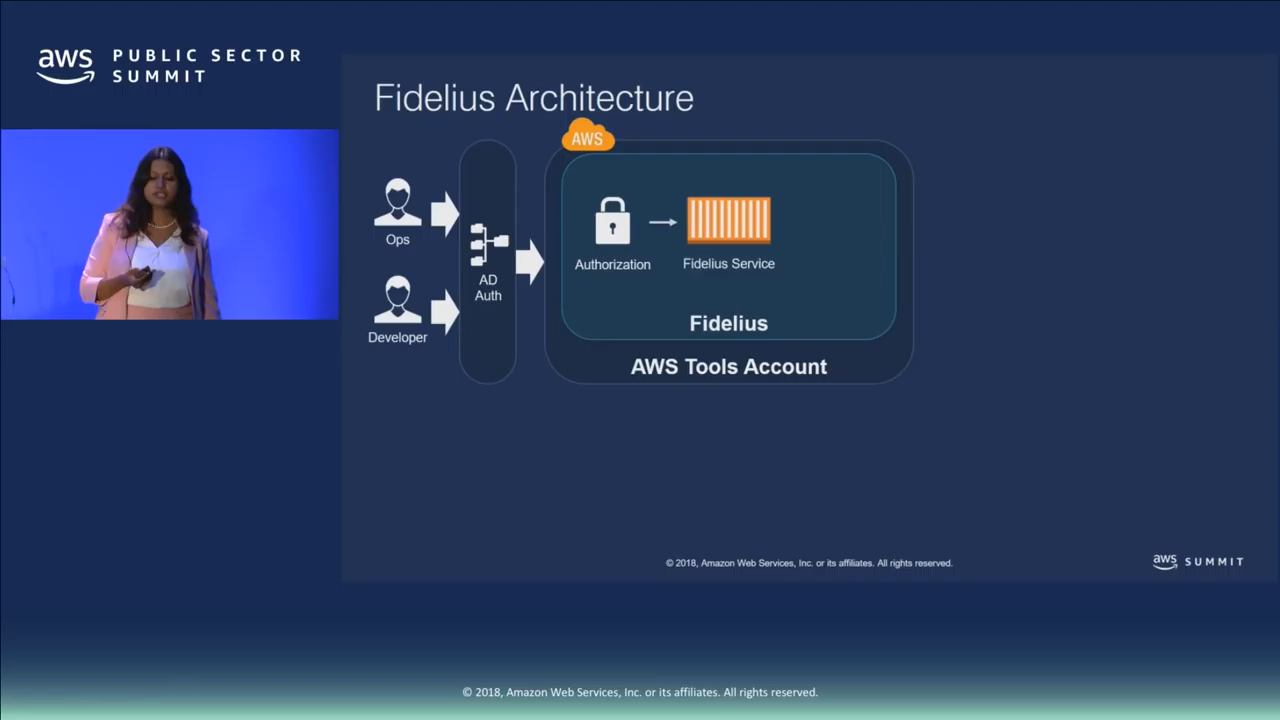 aws PUBLIC SECTOR
SUMMIT
Fidelius Architecture
AWS
Ops
Developer
AD
Auth
Authorization
Fidelius Service
Fidelius
AWS Tools Account
© 2018, Amazon Web Services, Inc. or its affiliates. All rights reserved.
aws SUMMIT
© 2018, Amazon Web Services, Inc. or its affiliates. All rights reserved.